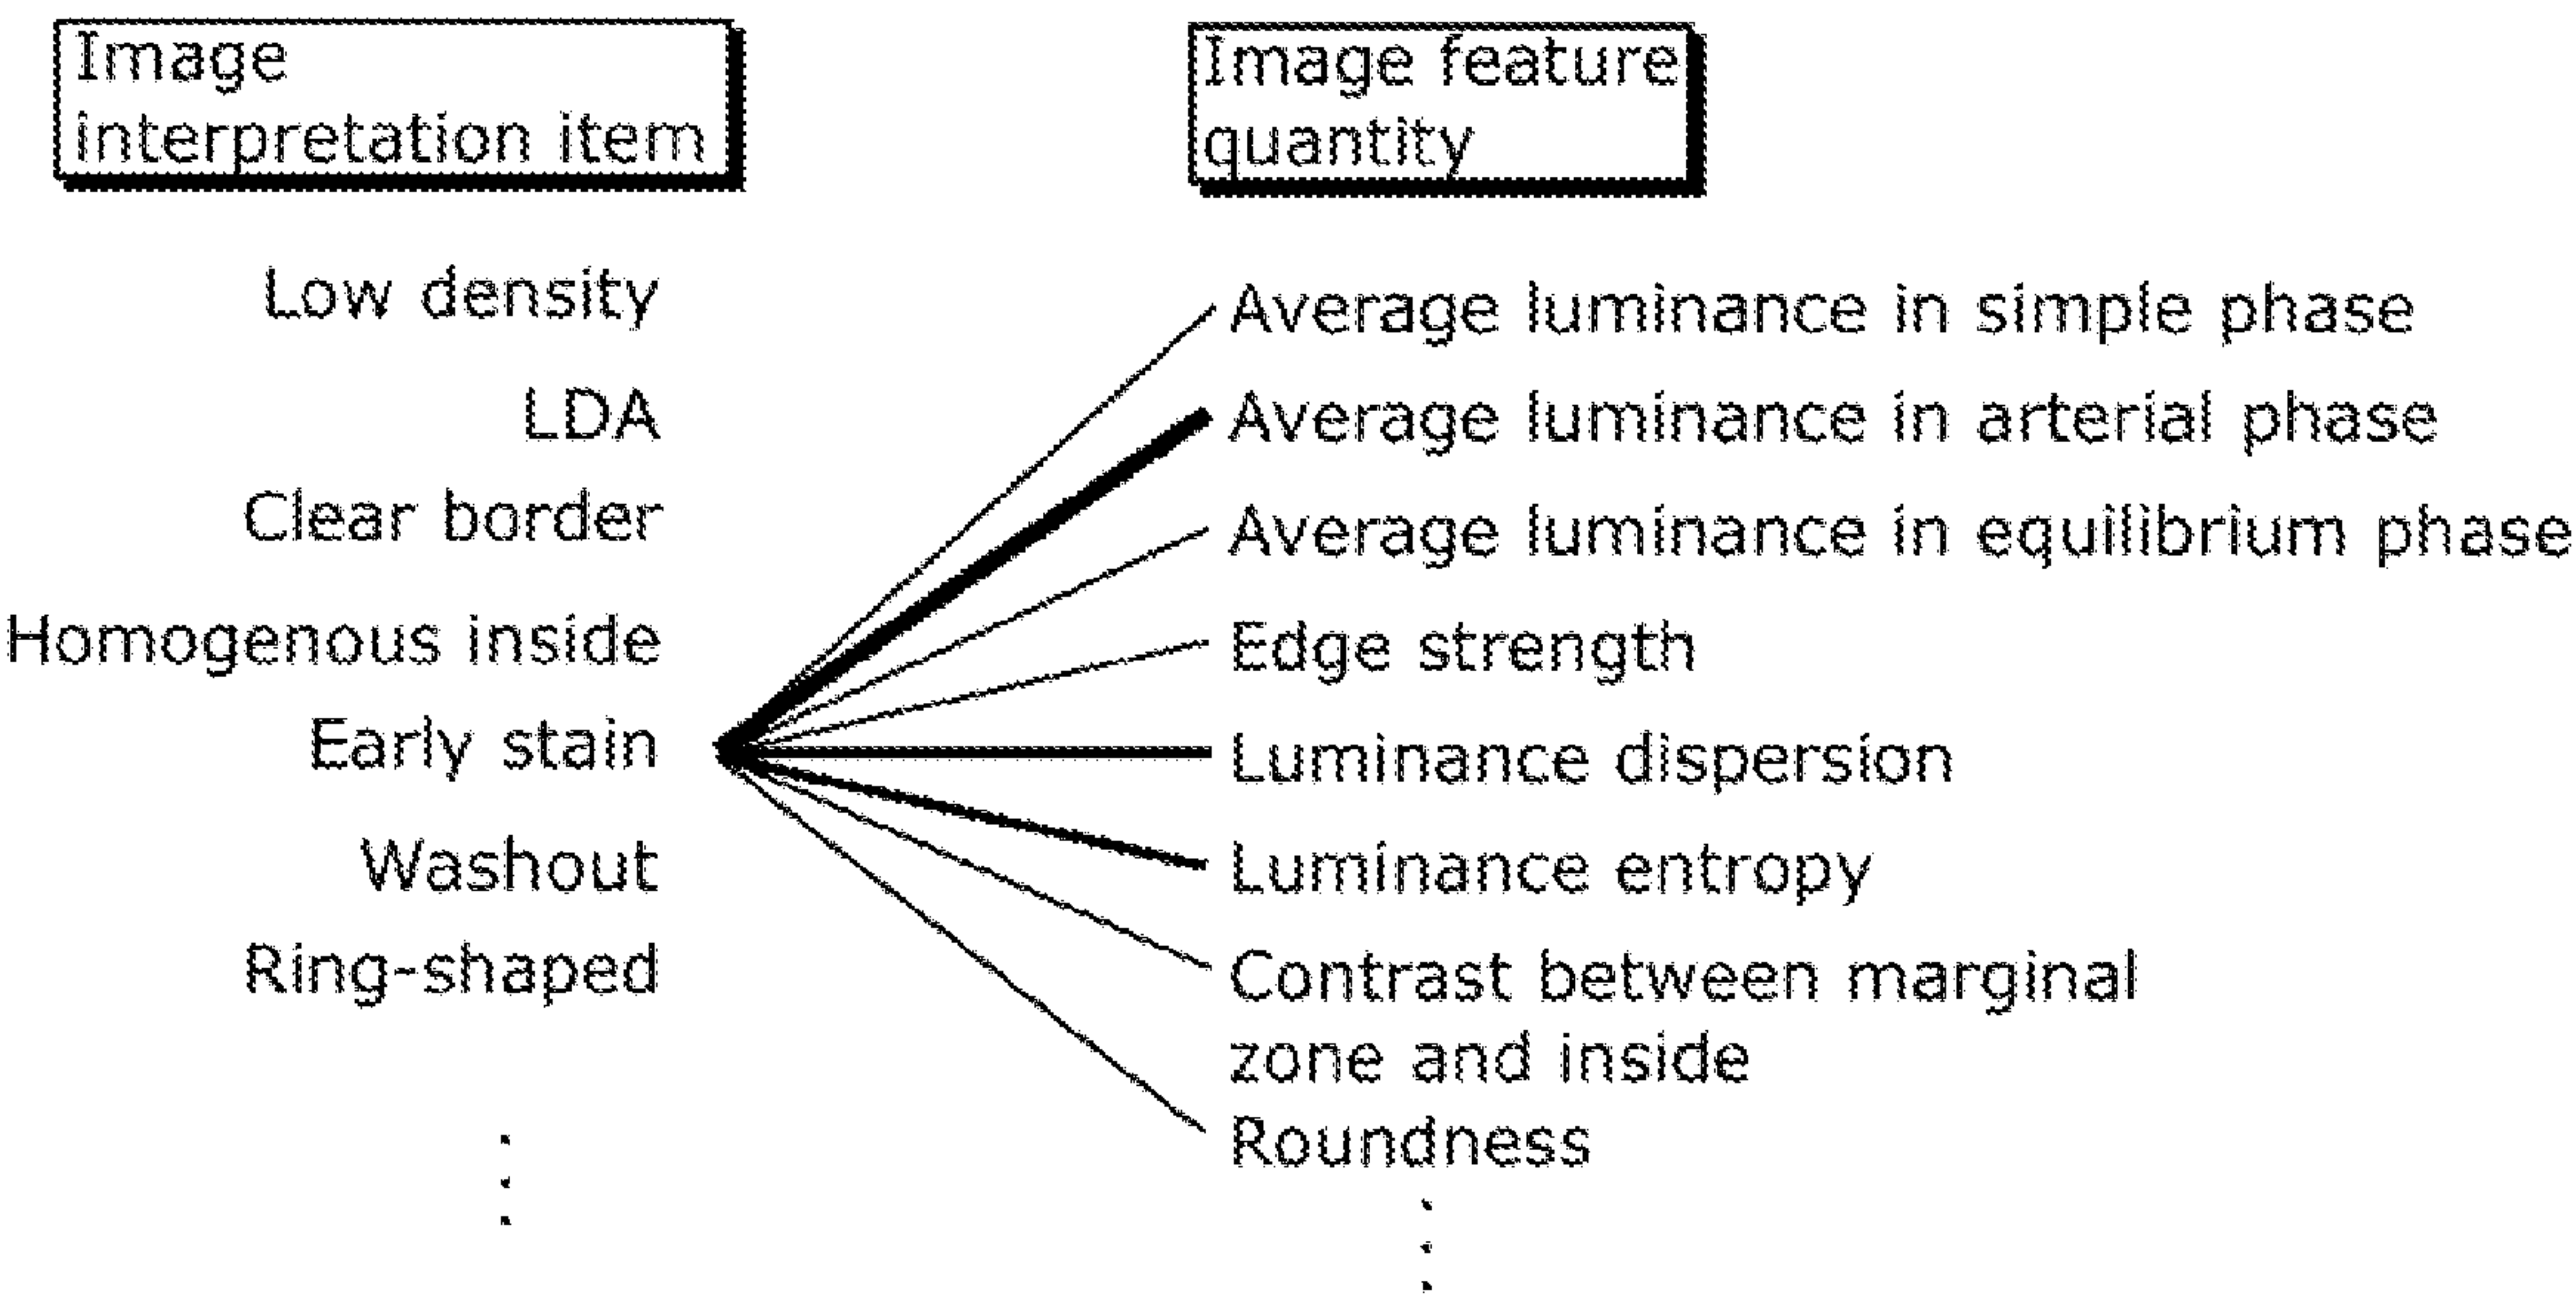 Image
interpretation item
Low density
LDA
Clear border
Homogenous inside
Early stain
Washout
Ring-shaped
Image feature
quantity
Average luminance in simple phase
Average luminance in arterial phase
Average luminance in equilibrium phase
Edge strength
Luminance dispersion
Luminance entropy
Contrast between marginal
zone and inside
Roundness